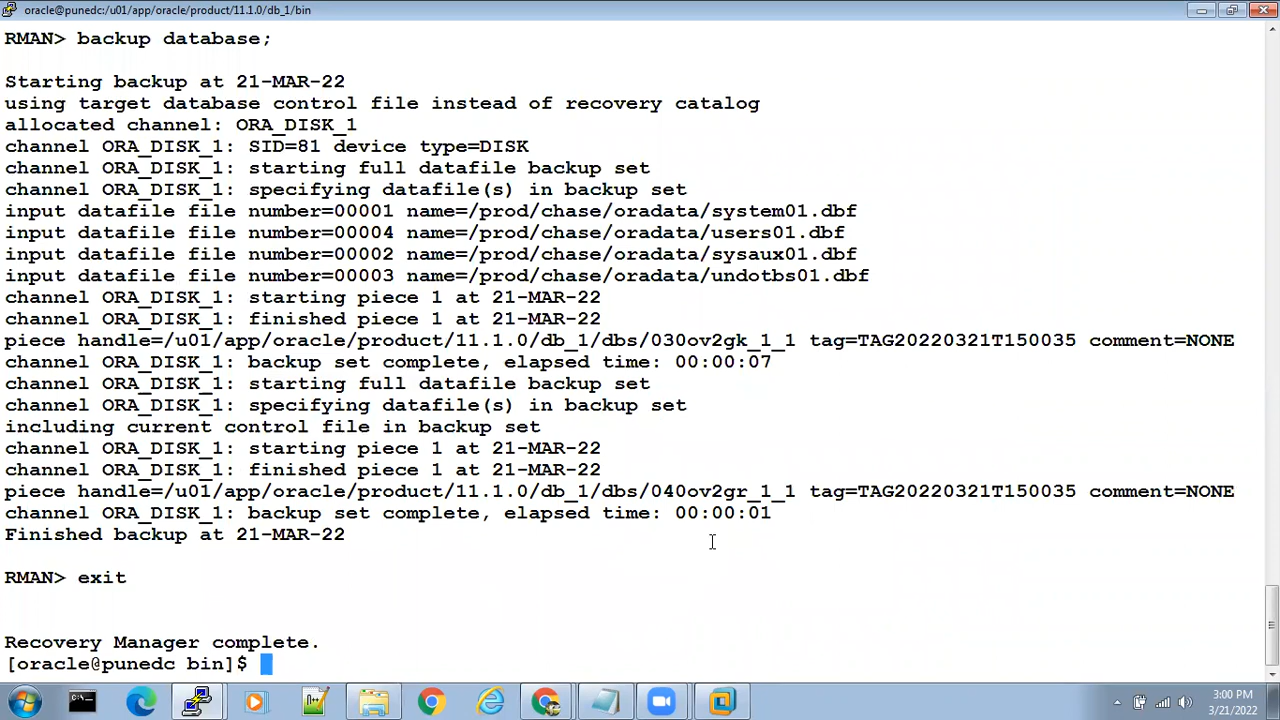 oracle@punedc:/u01/app/oracle/product/11.1.0/db_1/bin
RMAN> backup database;
Starting backup at 21-MAR-22
using target database control file instead of recovery catalog
allocated channel: ORA_DISK_1
channel ORA_DISK_1: SID=81 device type=DISK
channel ORA_DISK_1: starting full datafile backup set
channel ORA_DISK_1: specifying datafile(s) in backup set
input datafile file number=00001 name=/prod/chase/oradata/system01.dbf
input datafile file number=00004 name=/prod/chase/oradata/users01.dbf
input datafile file number=00002 name=/prod/chase/oradata/sysaux01.dbf
input datafile file number=00003 name=/prod/chase/oradata/undotbs01.dbf
channel ORA_DISK_1: starting piece 1 at 21-MAR-22
channel ORA_DISK_1: finished piece 1 at 21-MAR-22
piece handle=/u01/app/oracle/product/11.1.0/db_1/dbs/030ov2gk_1_1 tag=TAG20220321T150035 comment=NONE
channel ORA_DISK_1: backup set complete, elapsed time: 00:00:07
channel ORA_DISK_1: starting full datafile backup set
channel ORA_DISK_1: specifying datafile(s) in backup set
including current control file in backup set
channel ORA_DISK_1: starting piece 1 at 21-MAR-22
channel ORA_DISK_1: finished piece 1 at 21-MAR-22
piece handle=/u01/app/oracle/product/11.1.0/db_1/dbs/040ov2gr_1_1 tag=TAG20220321T150035 comment=NONE
channel ORA_DISK_1: backup set complete, elapsed time: 00:00:01
Finished backup at 21-MAR-22
RMAN> exit
Recovery Manager complete.
[oracle@punedc bin]$
3:00 PM
3/21/2022